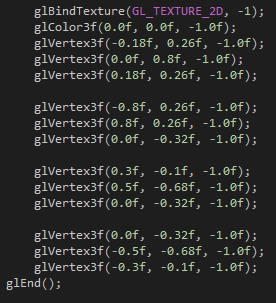 glBindTexture(GL_TEXTURE_2D, -1);
glColor3f(0.0f, 0.0f, -1.0f);
glVertex3f(-0.18f, 0.26f, -1.0f);
glVertex3f(0.0f, 0.8f, -1.0f);
glVertex3f(0.18f, 0.26f, -1.0f);
glVertex3f(-0.8f, 0.26f, -1.0f);
glVertex3f(0.8f, 0.26f, -1.0f);
glVertex3f(0.0f, -0.32f, -1.0f);
glVertex3f(0.3f, -0.1f, -1.0f);
glVertex3f(0.5f, -0.68f, -1.0f);
glVertex3f(0.0f, -0.32f, -1.0f);
glVertex3f(0.0f, -0.32f, -1.0f);
glVertex3f(-0.5f, -0.68f, -1.0f);
glVertex3f(-0.3f, -0.1f, -1.0f);
glEnd();